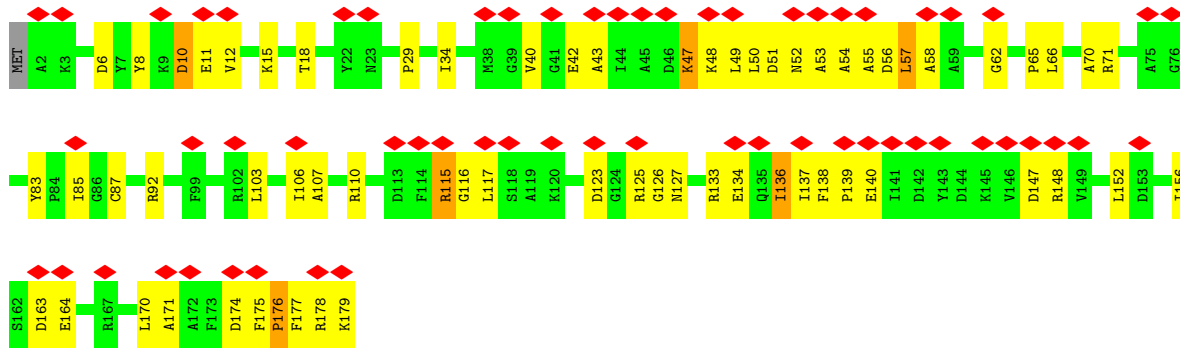 MET A2 K3 D6 Y7 Y8 K9 D10 E11 V12 K15 T18 Y22 N23 P29 I34 M38 G39 V40 G41 E42 A43 I44 A45 D46 K47 K48 L49 L50 D51 N52 A53 A54 A55 D56 L57 A58 A59 G62 P65 L66 A70 R71 A75 G76
Y83 P84 I85 G86 C87 R92 F99 R102 L103 I106 A107 R110 D113 F114 R115 G116 L117 S118 A119 K120 D123 G124 R125 G126 N127 R133 E134 Q135 I136 I137 F138 P139 E140 I141 D142 Y143 D144 K145 V146 D147 R148 V149 L152 D153
S162 D163 E164 R167 L170 A171 A172 F173 D174 F175 P176 F177 R178 K179